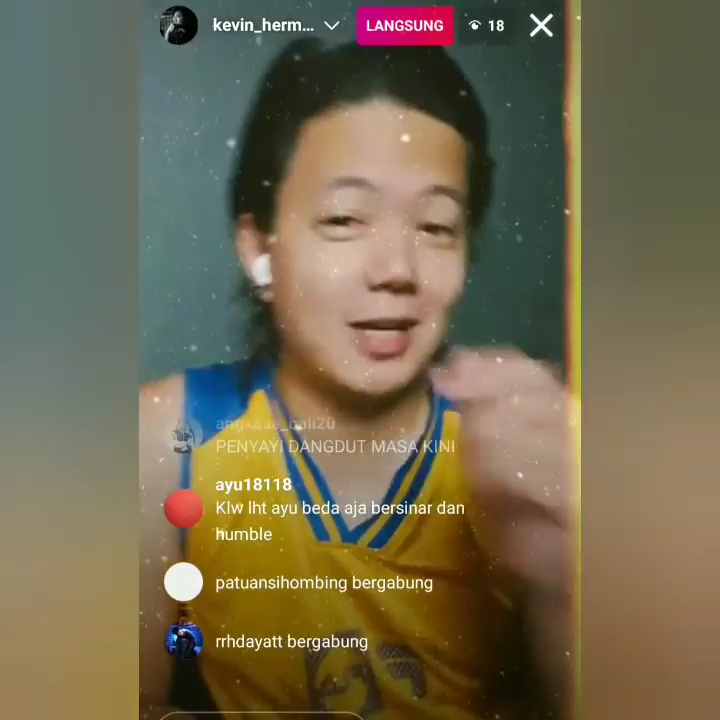 kevin_herm...
LANGSUNG
18
angkasa_bali20
PENYAYI DANGDUT MASA KINI
ayu18118
Klw lht ayu beda aja bersinar dan
humble
patuansihombing bergabung
rrhdayatt bergabung